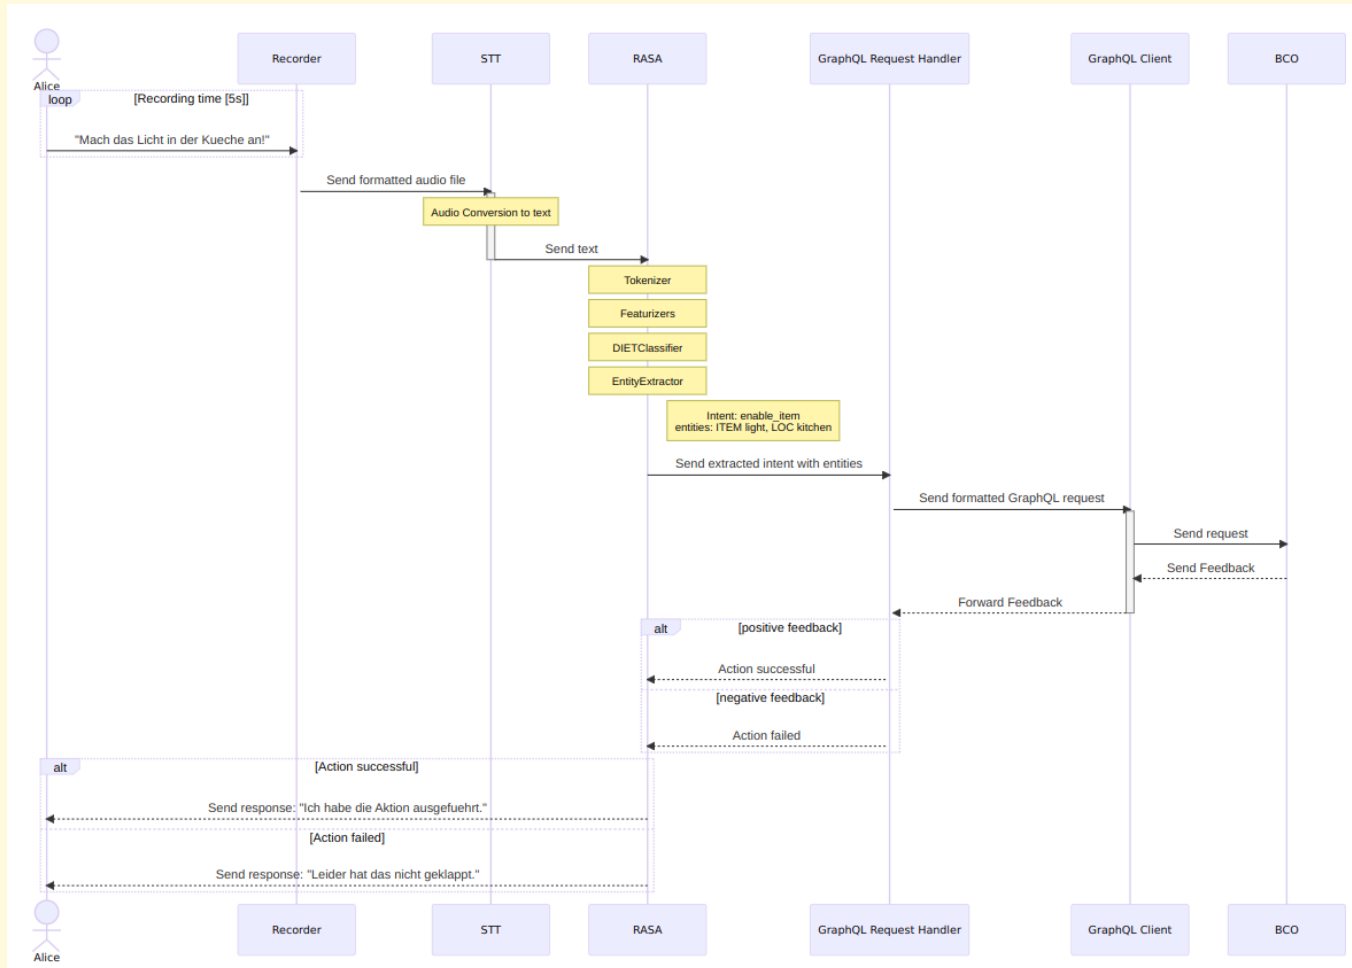 Alice
Recorder
STT
RASA
GraphQL Request Handler
GraphQL Client
BCO
loop
[Recording time [5s]]
"Mach das Licht in der Kueche an!"
Send formatted audio file
Audio Conversion to text
Send text
Tokenizer
Featurizers
DIETClassifier
EntityExtractor
Intent: enable_item
entities: ITEM light, LOC kitchen
Send extracted intent with entities
Send formatted GraphQL request
Send request
Send Feedback
Forward Feedback
alt
[positive feedback]
Action successful
[negative feedback]
Action failed
alt
[Action successful]
Send response: "Ich habe die Aktion ausgefuehrt."
[Action failed]
Send response: "Leider hat das nicht geklappt."
Alice
Recorder
STT
RASA
GraphQL Request Handler
GraphQL Client
BCO